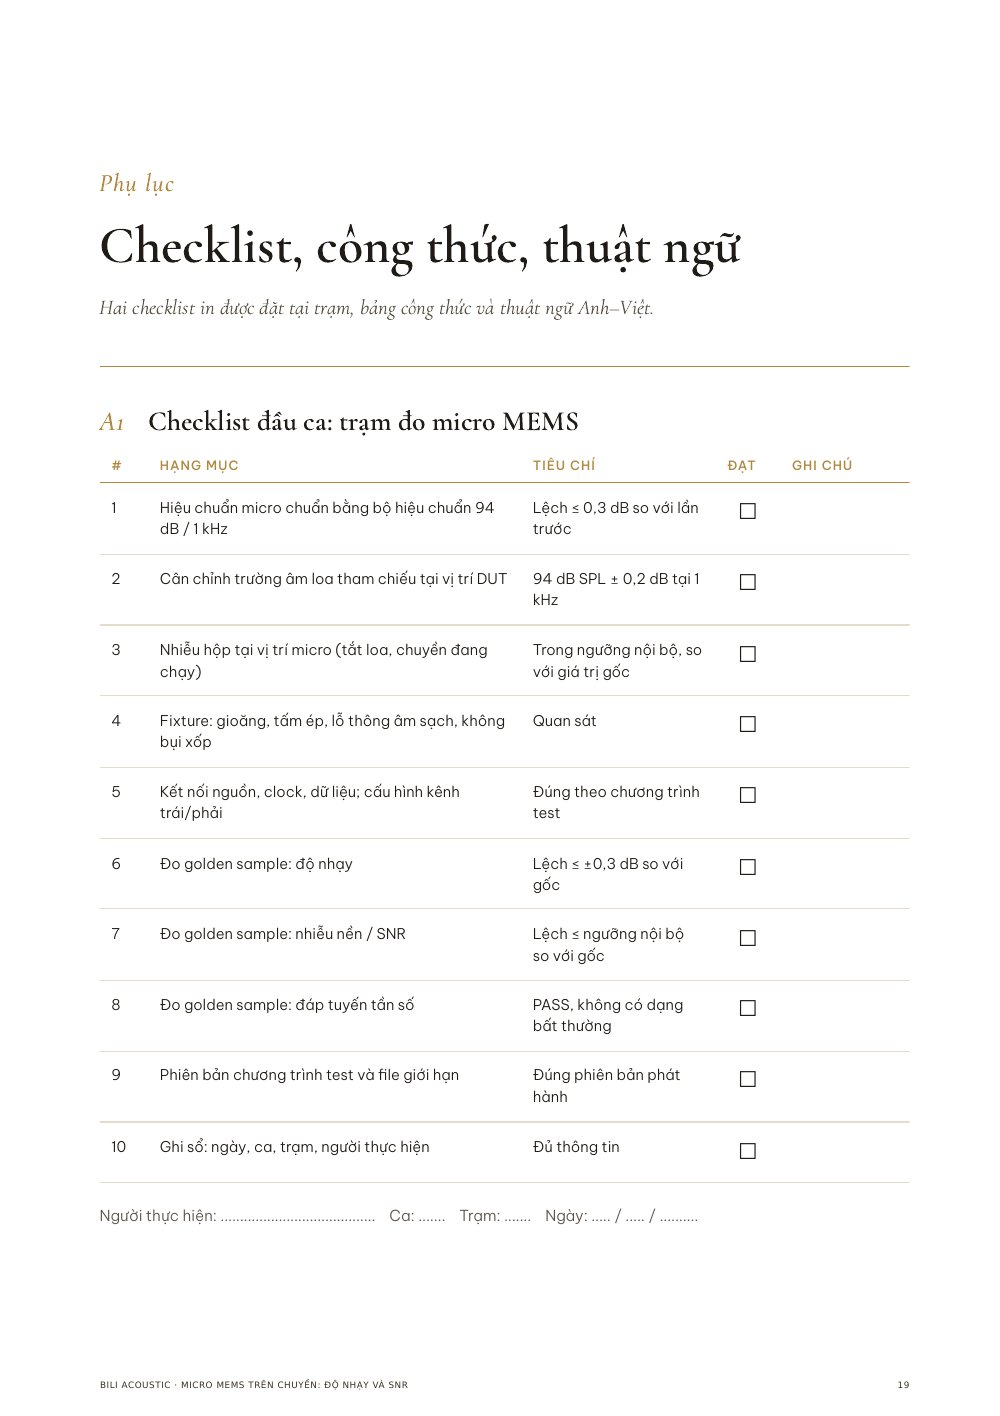 Phụ lục
Checklist, công thức, thuật ngữ
Hai checklist in được đặt tại trạm, bảng công thức và thuật ngữ Anh–Việt.
A1 Checklist đầu ca: trạm đo micro MEMS
# HẠNG MỤC TIÊU CHÍ ĐẠT GHI CHÚ
1 Hiệu chuẩn micro chuẩn bằng bộ hiệu chuẩn 94 Lệch ≤ 0,3 dB so với lần ☐
dB / 1 kHz trước
2 Cân chỉnh trường âm loa tham chiếu tại vị trí DUT 94 dB SPL ± 0,2 dB tại 1 ☐
kHz
3 Nhiễu hộp tại vị trí micro (tắt loa, chuyền đang Trong ngưỡng nội bộ, so ☐
chạy) với giá trị gốc
4 Fixture: gioăng, tấm ép, lỗ thông âm sạch, không Quan sát ☐
bụi xốp
5 Kết nối nguồn, clock, dữ liệu; cấu hình kênh Đúng theo chương trình ☐
trái/phải test
6 Đo golden sample: độ nhạy Lệch ≤ ±0,3 dB so với ☐
gốc
7 Đo golden sample: nhiễu nền / SNR Lệch ≤ ngưỡng nội bộ ☐
so với gốc
8 Đo golden sample: đáp tuyến tần số PASS, không có dạng ☐
bất thường
9 Phiên bản chương trình test và file giới hạn Đúng phiên bản phát ☐
hành
10 Ghi sổ: ngày, ca, trạm, người thực hiện Đủ thông tin ☐
Người thực hiện: ........................................ Ca: ....... Trạm: ....... Ngày: ..... / ..... / ..........
BILI ACOUSTIC · MICRO MEMS TRÊN CHUYỀN: ĐỘ NHẠY VÀ SNR 19